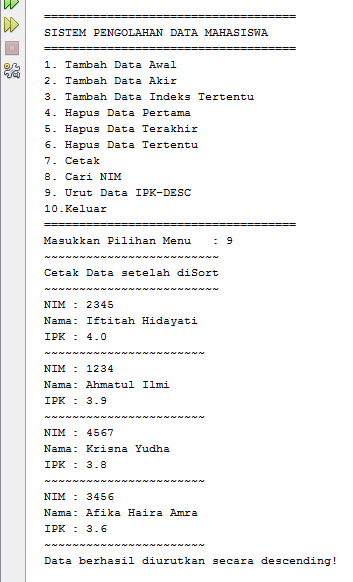 ====================================
SISTEM PENGOLAHAN DATA MAHASISWA
====================================
1. Tambah Data Awal
2. Tambah Data Akir
3. Tambah Data Indeks Tertentu
4. Hapus Data Pertama
5. Hapus Data Terakhir
6. Hapus Data Tertentu
7. Cetak
8. Cari NIM
9. Urut Data IPK-DESC
10.Keluar
====================================
Masukkan Pilihan Menu   : 9
~~~~~~~~~~~~~~~~~~~~~~~~~
Cetak Data setelah diSort
~~~~~~~~~~~~~~~~~~~~~~~~~
NIM : 2345
Nama: Iftitah Hidayati
IPK : 4.0
~~~~~~~~~~~~~~~~~~~~~~~
NIM : 1234
Nama: Ahmatul Ilmi
IPK : 3.9
~~~~~~~~~~~~~~~~~~~~~~~
NIM : 4567
Nama: Krisna Yudha
IPK : 3.8
~~~~~~~~~~~~~~~~~~~~~~~
NIM : 3456
Nama: Afika Haira Amra
IPK : 3.6
~~~~~~~~~~~~~~~~~~~~~~~
Data berhasil diurutkan secara descending!